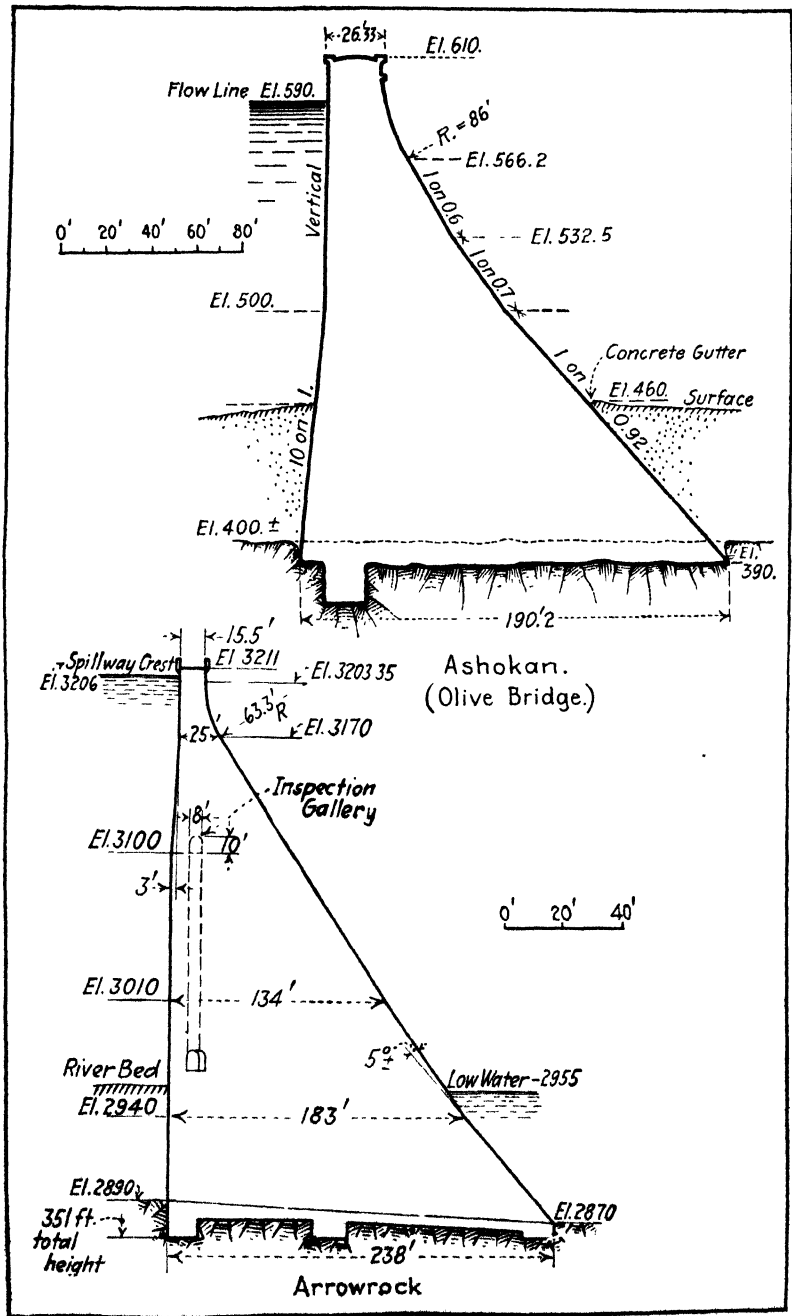 26.33'
El. 610.
Flow Line El. 590.
R. = 86'
El. 566.2
Vertical
1 on 0.6
0' 20' 40' 60' 80'
El. 532.5
1 on 0.7
El. 500.
Concrete Gutter
1 on
0.92
El. 460. Surface
10 on 1.
El. 400. ±
El.
390.
190.'2
Ashokan.
(Olive Bridge.)
15.5'
Spillway Crest
El. 3206
El 3211
El. 3203 35
63.3' R
25'
El. 3170
Inspection
Gallery
8'
El. 3100
10'
3'
0' 20' 40'
El. 3010
134'
5° ±
River Bed
Low Water - 2955
El. 2940
183'
El. 2890
El. 2870
351 ft.
total
height
238'
Arrowrock